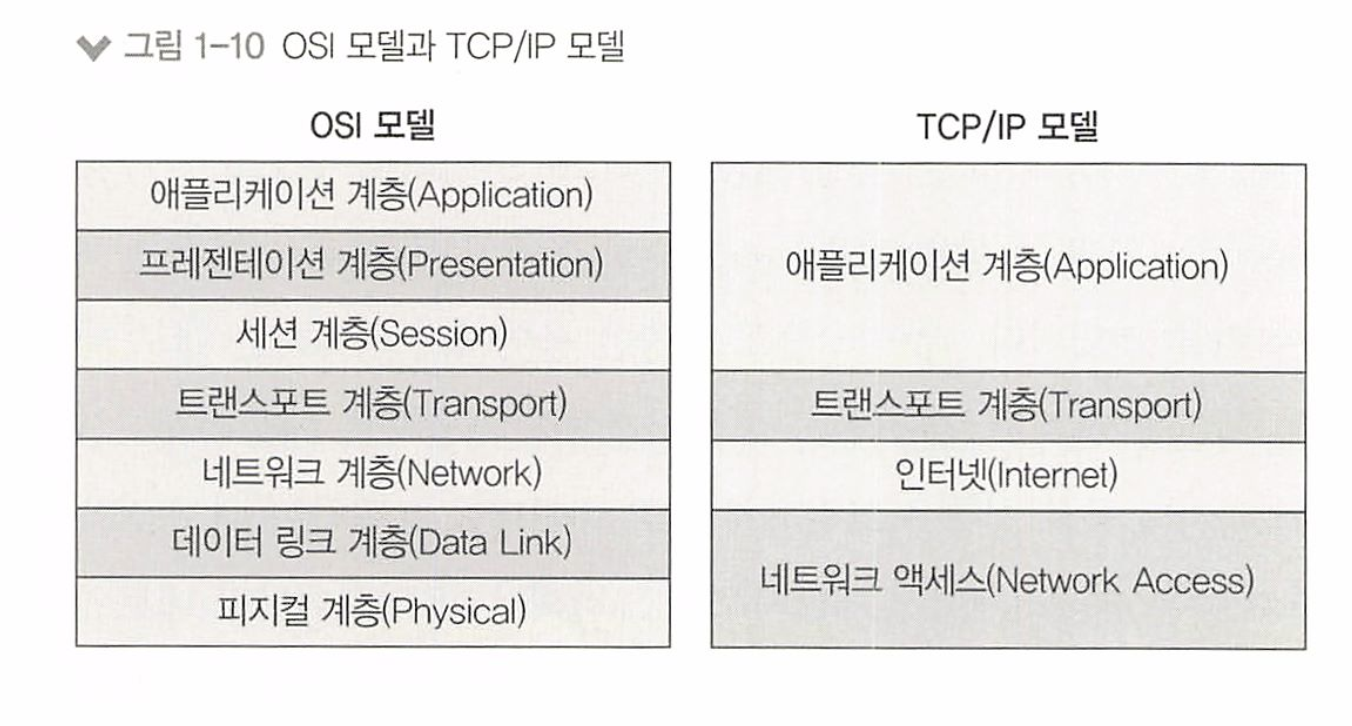 그림 1-10 OSI 모델과 TCP/IP 모델
OSI 모델
애플리케이션 계층(Application)
프레젠테이션 계층(Presentation)
세션 계층(Session)
트랜스포트 계층(Transport)
네트워크 계층(Network)
데이터 링크 계층(Data Link)
피지컬 계층(Physical)
TCP/IP 모델
애플리케이션 계층(Application)
트랜스포트 계층(Transport)
인터넷(Internet)
네트워크 액세스(Network Access)